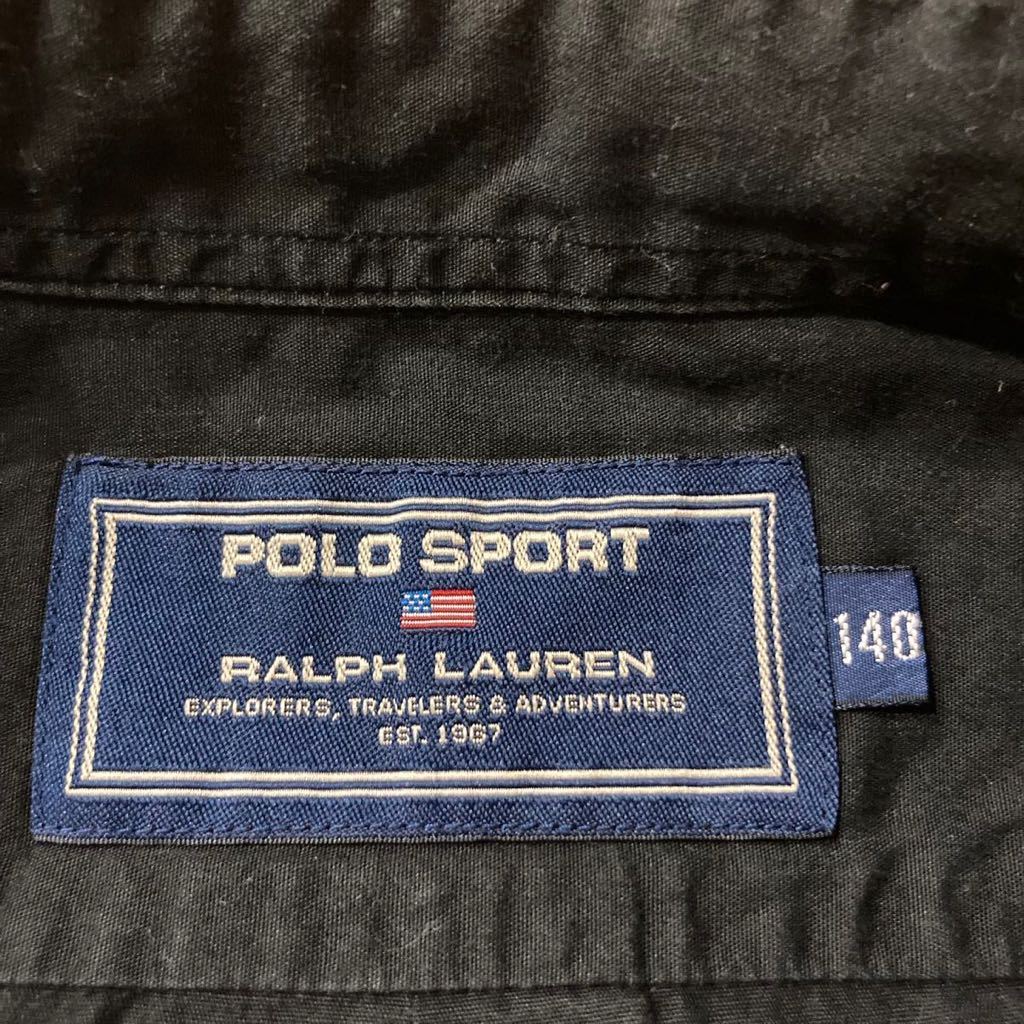 POLO SPORT
RALPH LAUREN
EXPLORERS, TRAVELERS & ADVENTURERS
EST. 1967
140